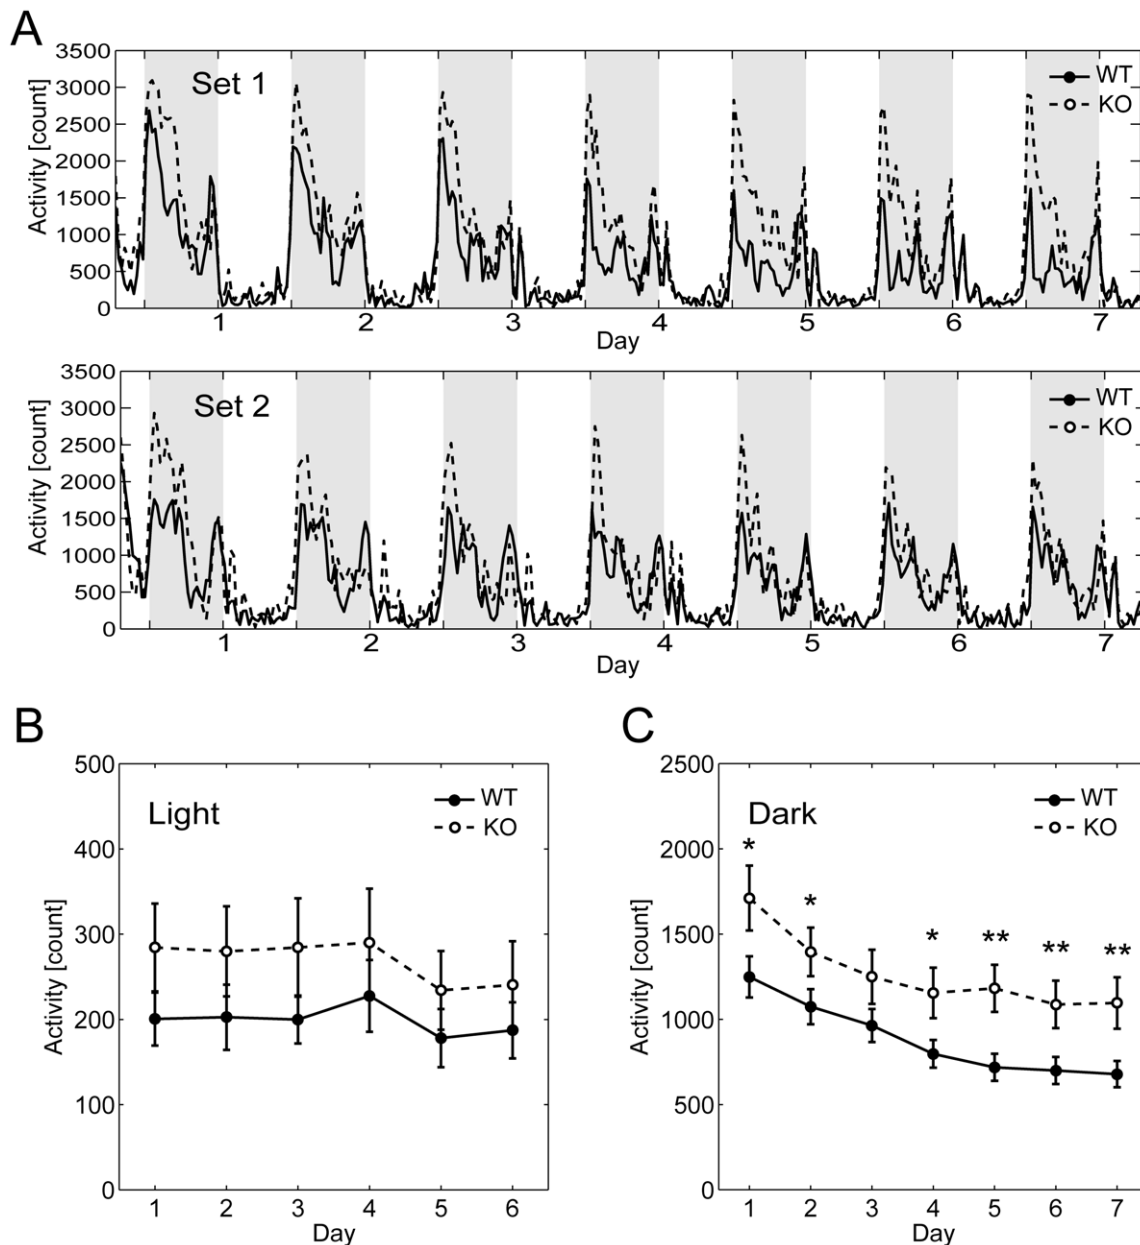 A
Set 1
WT
KO
Activity [count]
3500
3000
2500
2000
1500
1000
500
0
1 2 3 4 5 6 7
Day
Set 2
WT
KO
Activity [count]
3500
3000
2500
2000
1500
1000
500
0
1 2 3 4 5 6 7
Day
B
Light
WT
KO
Activity [count]
500
400
300
200
100
0
1 2 3 4 5 6
Day
C
Dark
WT
KO
Activity [count]
2500
2000
1500
1000
500
0
* * * ** ** **
1 2 3 4 5 6 7
Day